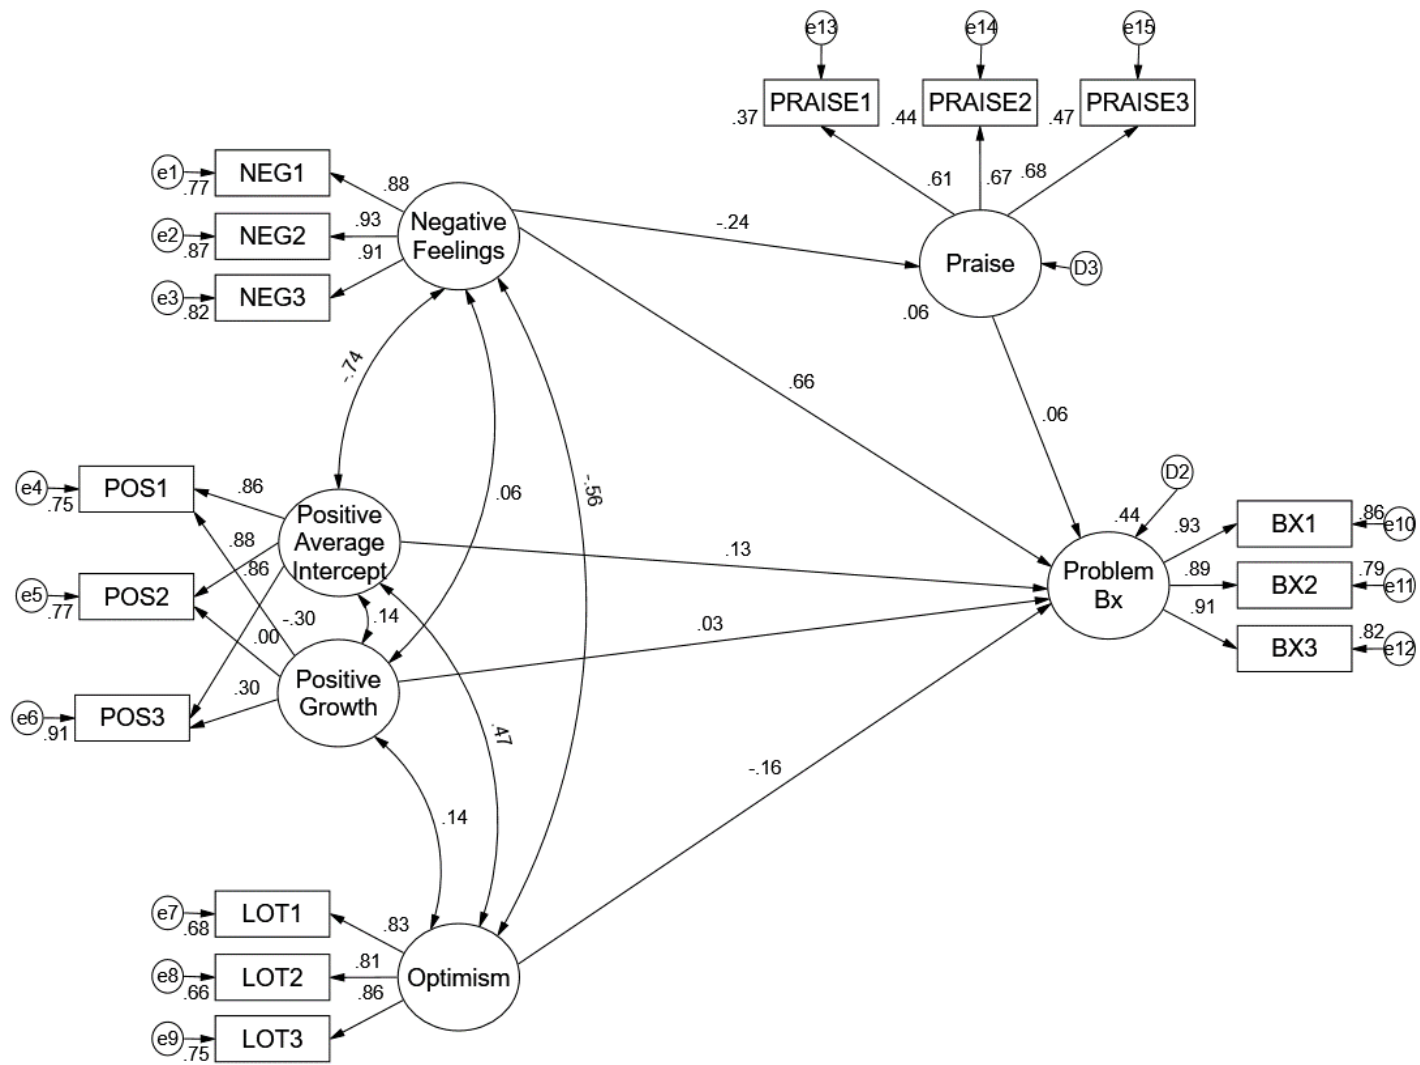 e13
e14
e15
PRAISE1
PRAISE2
PRAISE3
.37
.44
.47
.61
.67
.68
e1
NEG1
.77
.88
e2
NEG2
.87
.93
e3
NEG3
.82
.91
Negative
Feelings
-.24
Praise
D3
.06
-.74
.66
.06
.06
-.56
e4
POS1
.75
.86
Positive
Average
Intercept
.88
.86
e5
POS2
.77
-.30
.14
.00
.13
.03
e6
POS3
.91
.30
Positive
Growth
.47
D2
.44
Problem
Bx
.93
BX1
.86
e10
.89
BX2
.79
e11
.91
BX3
.82
e12
-.16
.14
e7
LOT1
.68
.83
e8
LOT2
.66
.81
e9
LOT3
.75
.86
Optimism